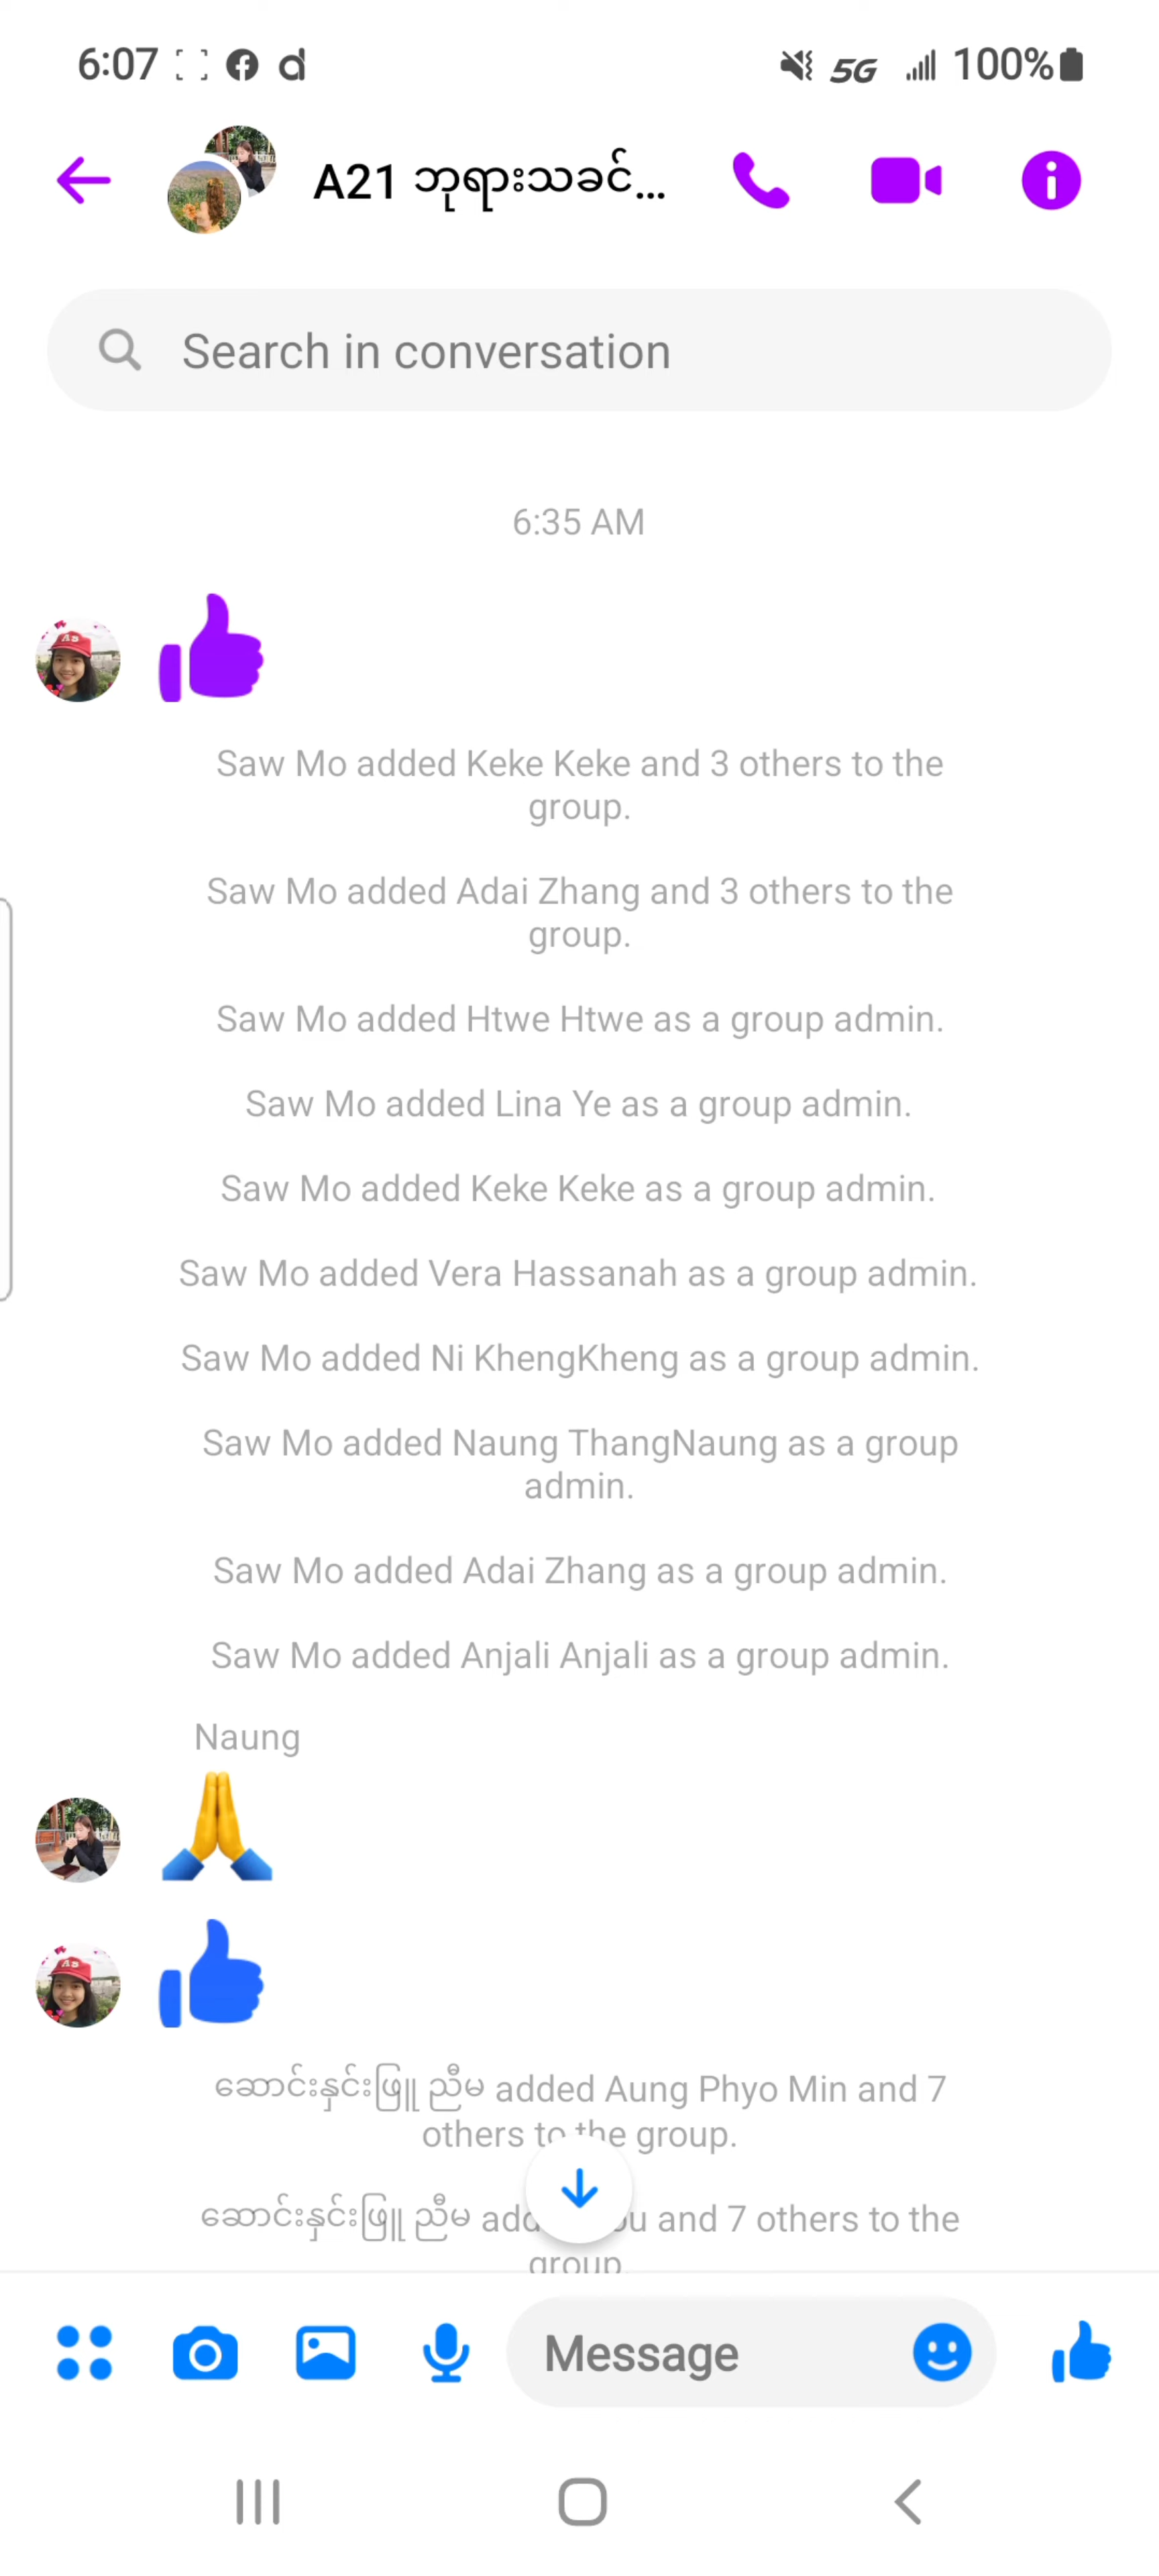 6:07
5G
100%
A21 ဘုရားသခင်...
Search in conversation
6:35 AM
Saw Mo added Keke Keke and 3 others to the
group.
Saw Mo added Adai Zhang and 3 others to the
group.
Saw Mo added Htwe Htwe as a group admin.
Saw Mo added Lina Ye as a group admin.
Saw Mo added Keke Keke as a group admin.
Saw Mo added Vera Hassanah as a group admin.
Saw Mo added Ni KhengKheng as a group admin.
Saw Mo added Naung ThangNaung as a group
admin.
Saw Mo added Adai Zhang as a group admin.
Saw Mo added Anjali Anjali as a group admin.
Naung
ဆောင်းနှင်းဖြူ ညီမ added Aung Phyo Min and 7
others to the group.
ဆောင်းနှင်းဖြူ ညီမ and 7 others to the
group
Message